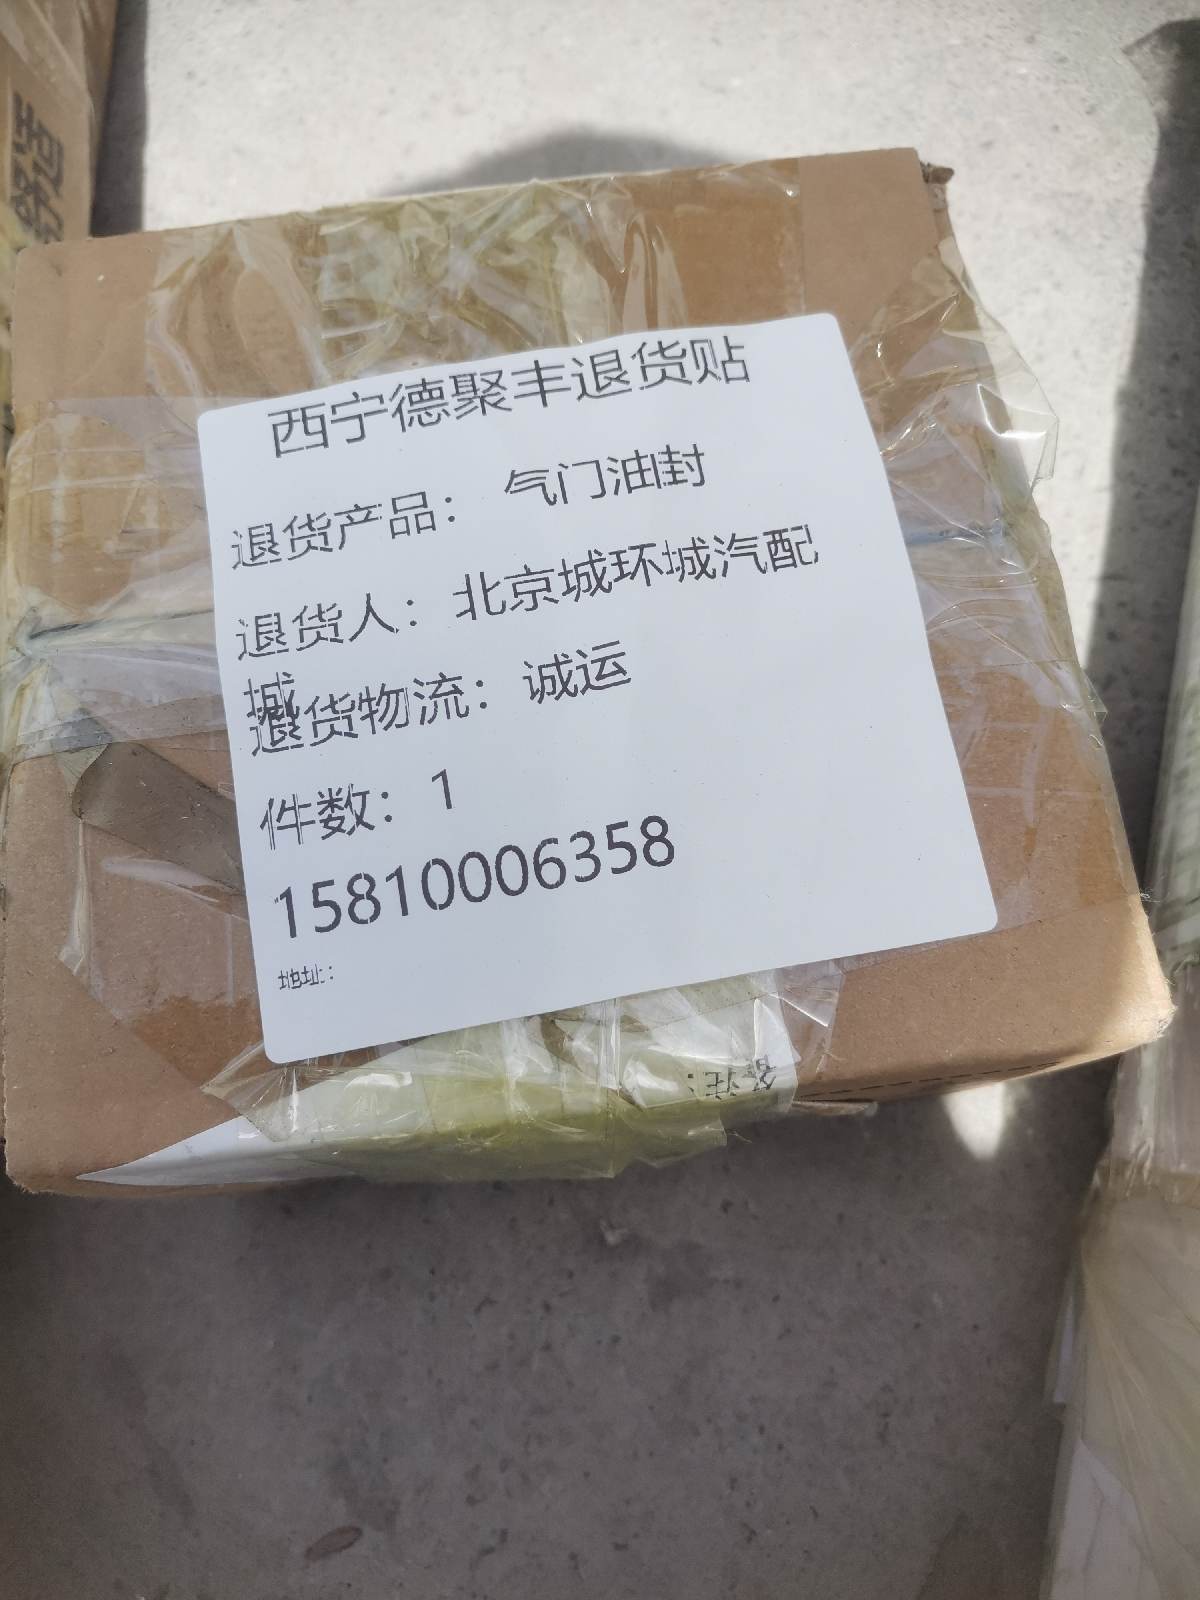 西宁德聚丰退货贴
退货产品： 气门油封
退货人： 北京城环城汽配
城
退货物流： 诚运
件数： 1
15810006358
地址：
备注：